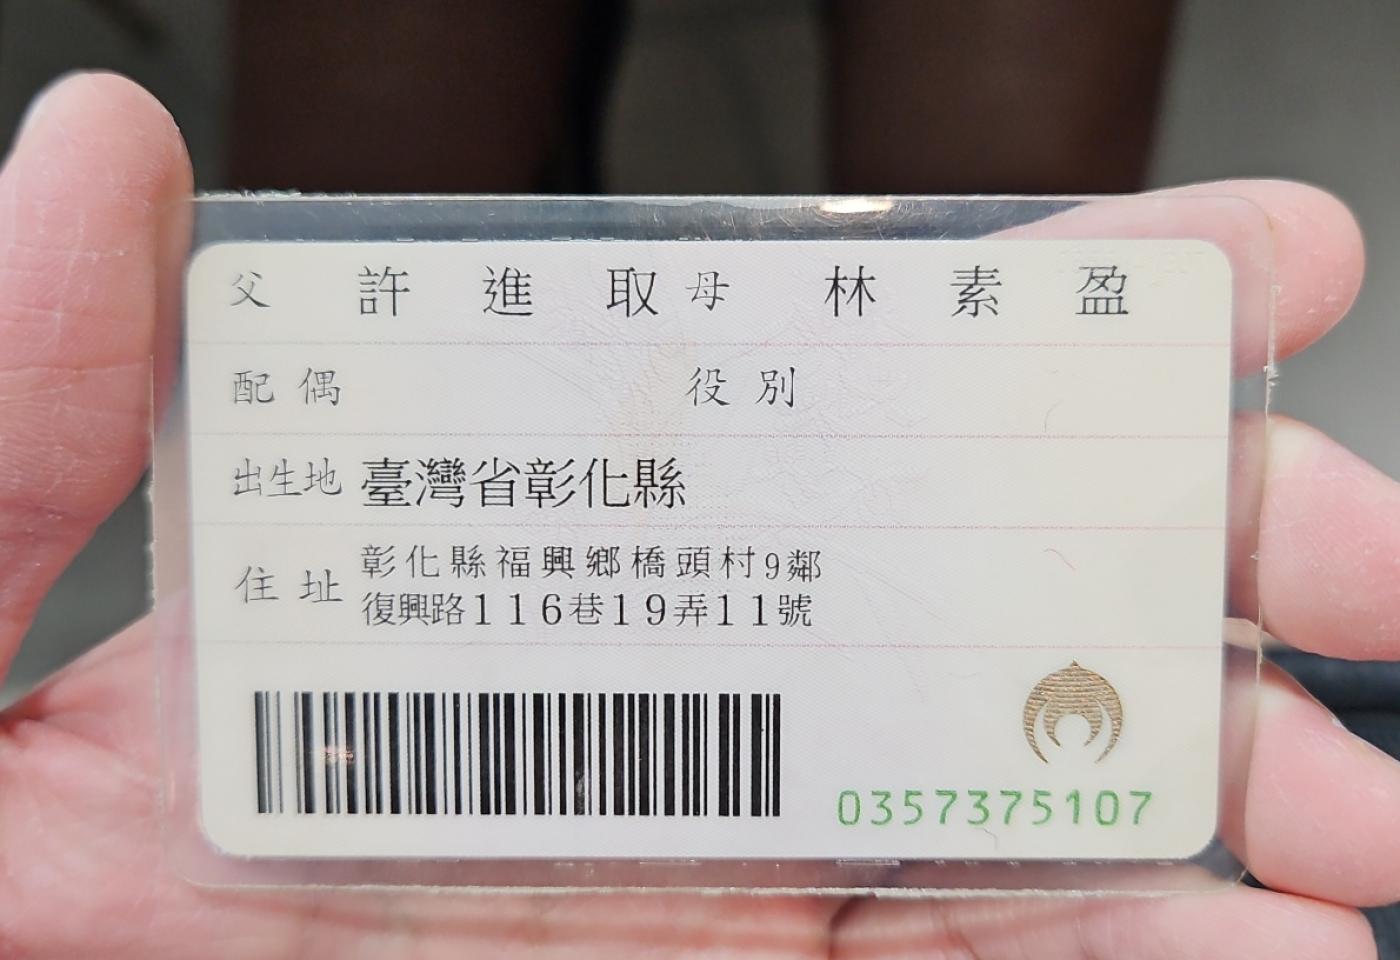 父 許進取 母 林素盈
配偶 役別
出生地 臺灣省彰化縣
住址 彰化縣福興鄉橋頭村9鄰
復興路116巷19弄11號
0357375107